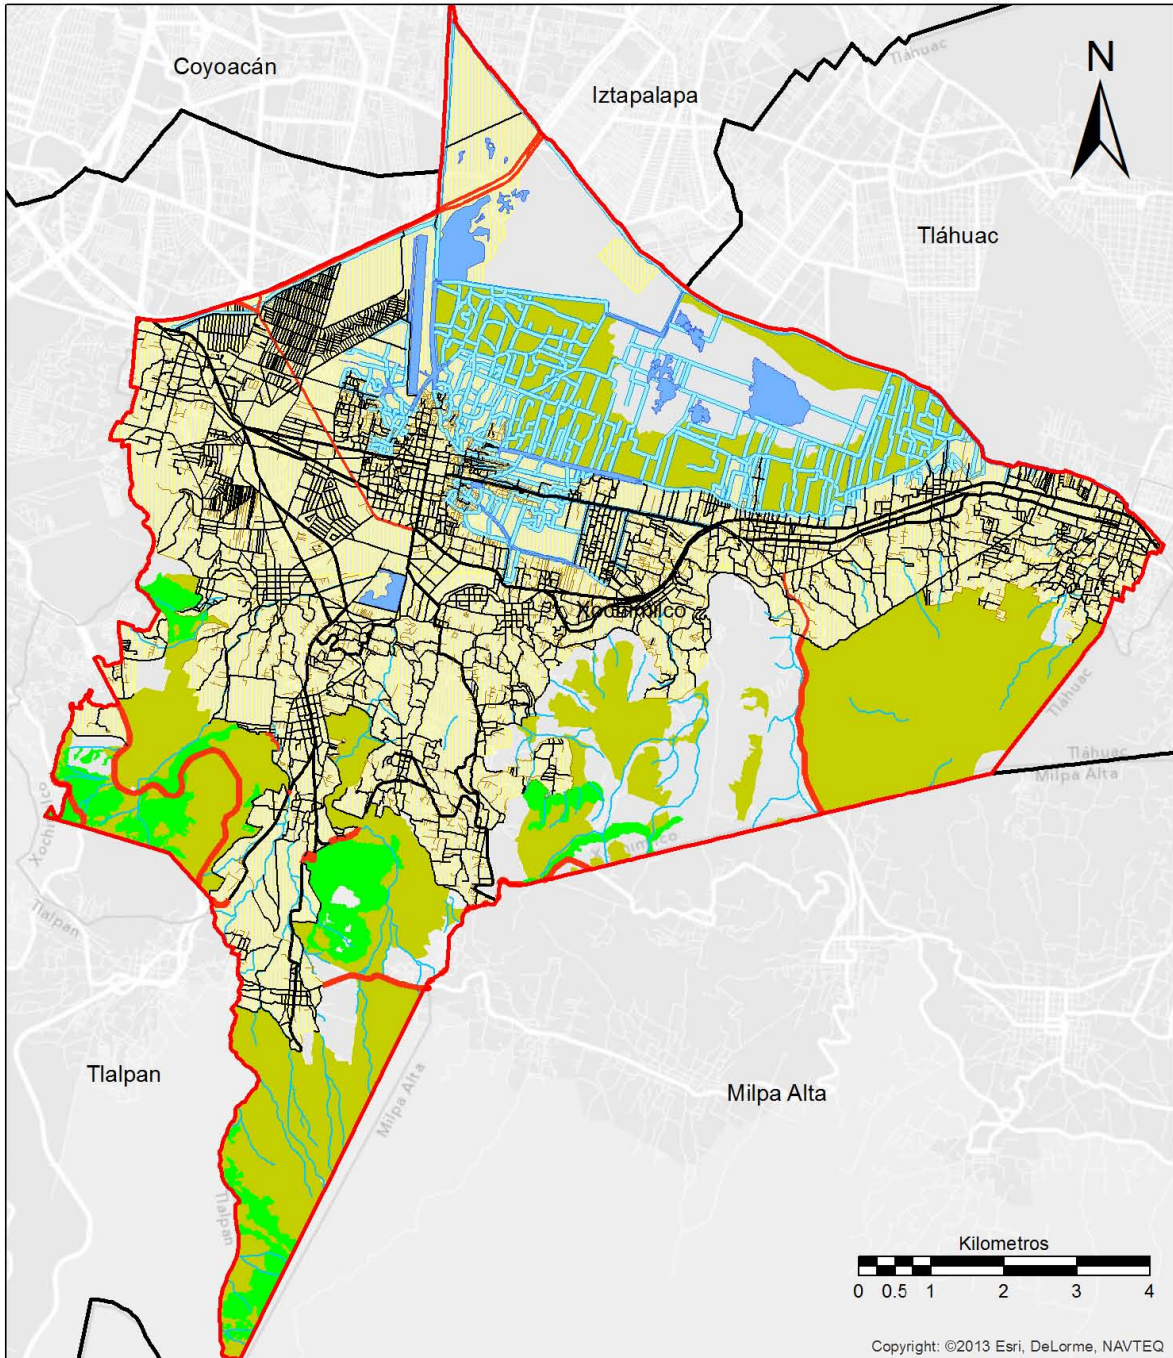 Coyoacán
Iztapalapa
Tláhuac
N
Tláhuac
Xochimilco
Tláhuac
Tláhuac
Milpa Alta
Xochimilco
Xochimilco
Tlalpan
Tlalpan
Milpa Alta
Milpa Alta
Tlalpan
Kilometros
0 0.5 1 2 3 4
Copyright: ©2013 Esri, DeLorme, NAVTEQ